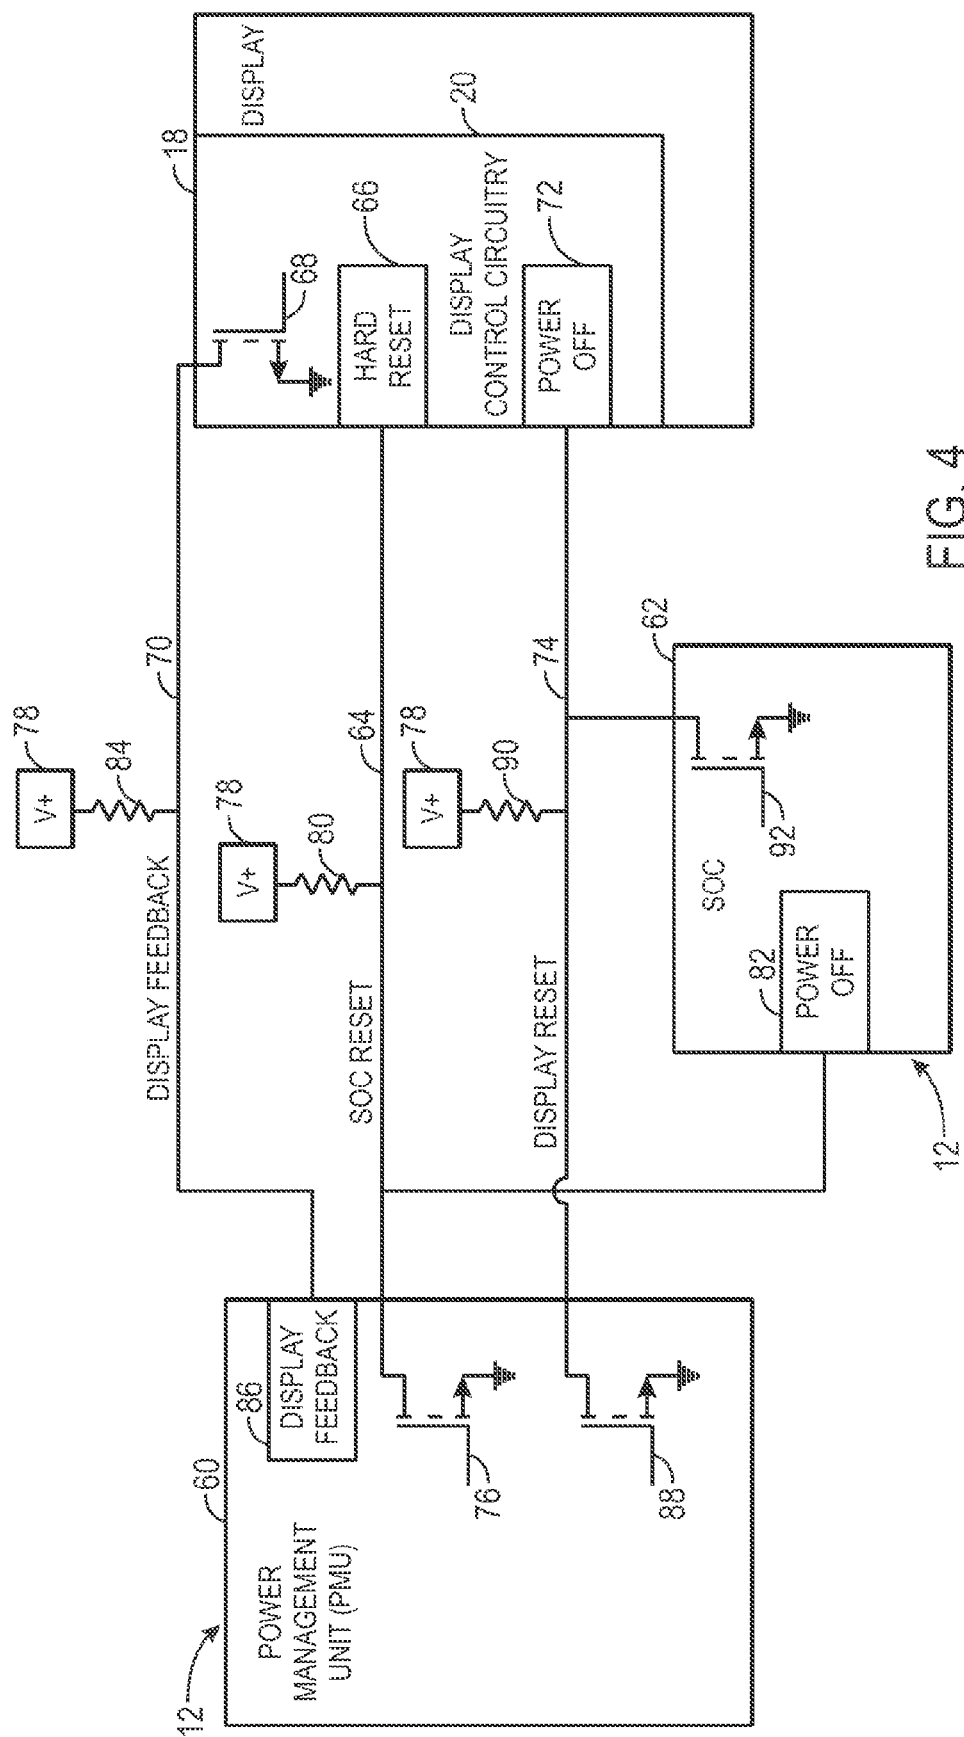 12
60
POWER
MANAGEMENT
UNIT (PMU)
86
DISPLAY
FEEDBACK
76
88
DISPLAY FEEDBACK
70
V+
78
84
SOC RESET
64
V+
78
80
DISPLAY RESET
74
V+
78
90
12
62
SOC
82
POWER
OFF
92
18
DISPLAY
20
68
HARD
RESET
66
DISPLAY
CONTROL CIRCUITRY
POWER
OFF
72
FIG. 4